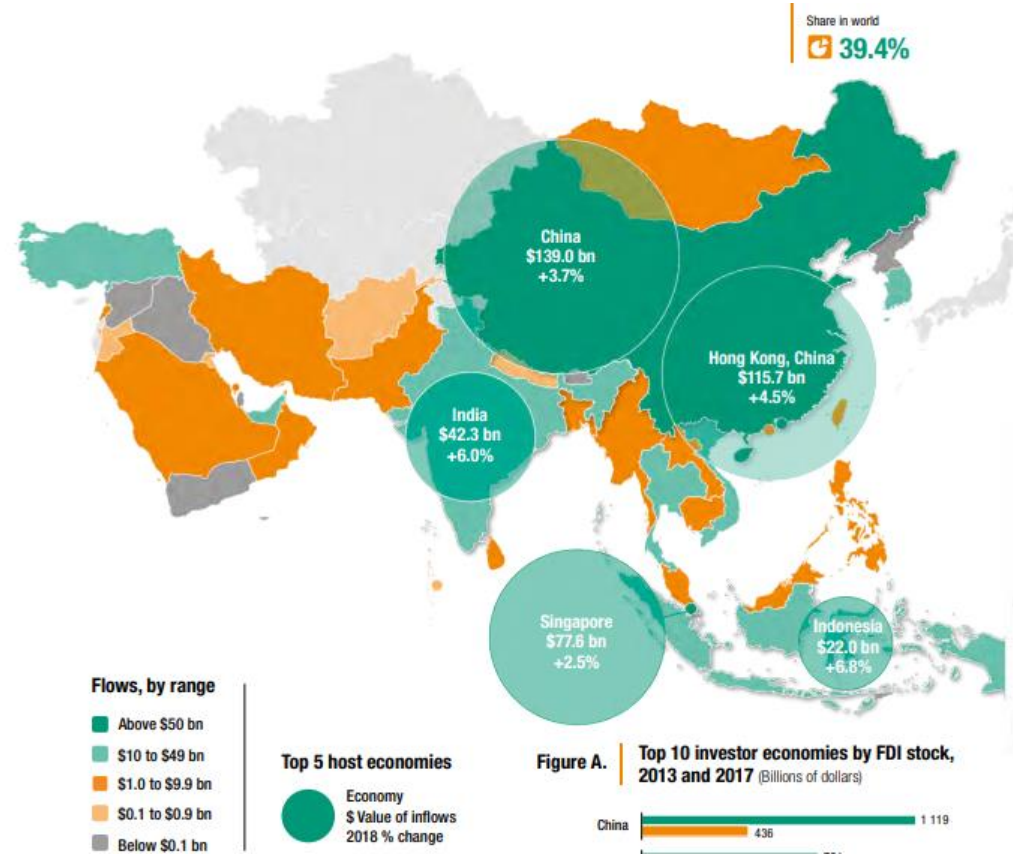 Share in world
39.4%
China
$139.0 bn
+3.7%
Hong Kong, China
$115.7 bn
+4.5%
India
$42.3 bn
+6.0%
Singapore
$77.6 bn
+2.5%
Indonesia
$22.0 bn
+6.8%
Flows, by range
Above $50 bn
$10 to $49 bn
$1.0 to $9.9 bn
$0.1 to $0.9 bn
Below $0.1 bn
Top 5 host economies
Economy
$ Value of inflows
2018 % change
Figure A.
Top 10 investor economies by FDI stock,
2013 and 2017 (Billions of dollars)
China
1 119
436